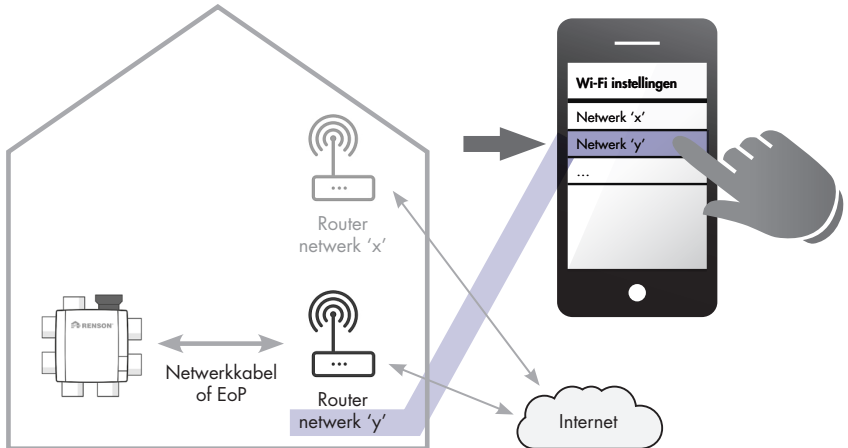 Wi-Fi instellingen
Netwerk ‘x’
Netwerk ‘y’
...
Router
netwerk ‘x’
RENSON
Netwerkkabel
of EoP
Router
netwerk ‘y’
Internet